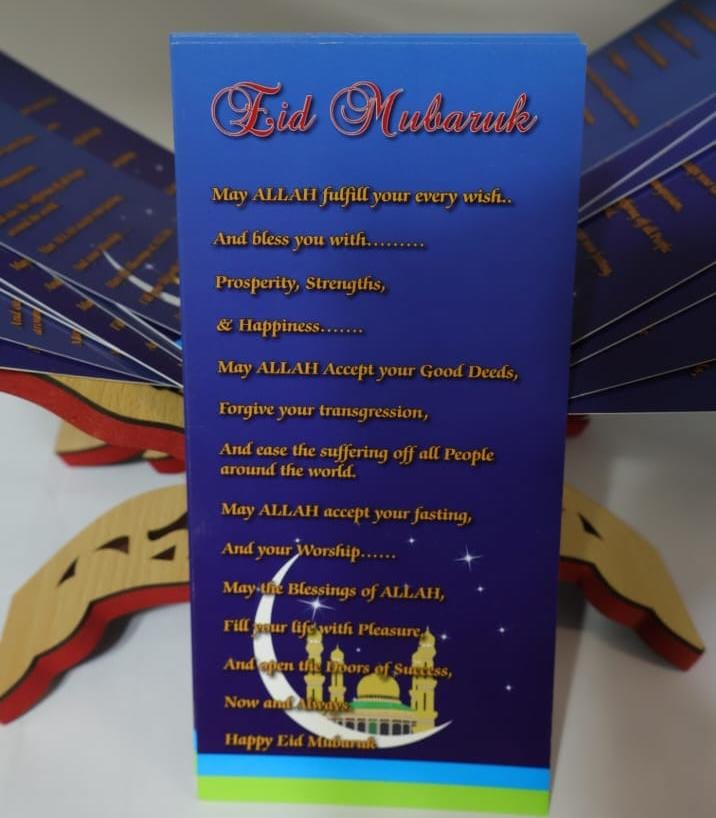 Eid Mubaruk
May ALLAH fulfill your every wish..
And bless you with.........
Prosperity, Strengths,
& Happiness.......
May ALLAH Accept your Good Deeds,
Forgive your transgression,
And ease the suffering off all People
around the world.
May ALLAH accept your fasting,
And your Worship......
May the Blessings of ALLAH,
Fill your life with Pleasure,
And open the Doors of Success,
Now and Always.
Happy Eid Mubaruk